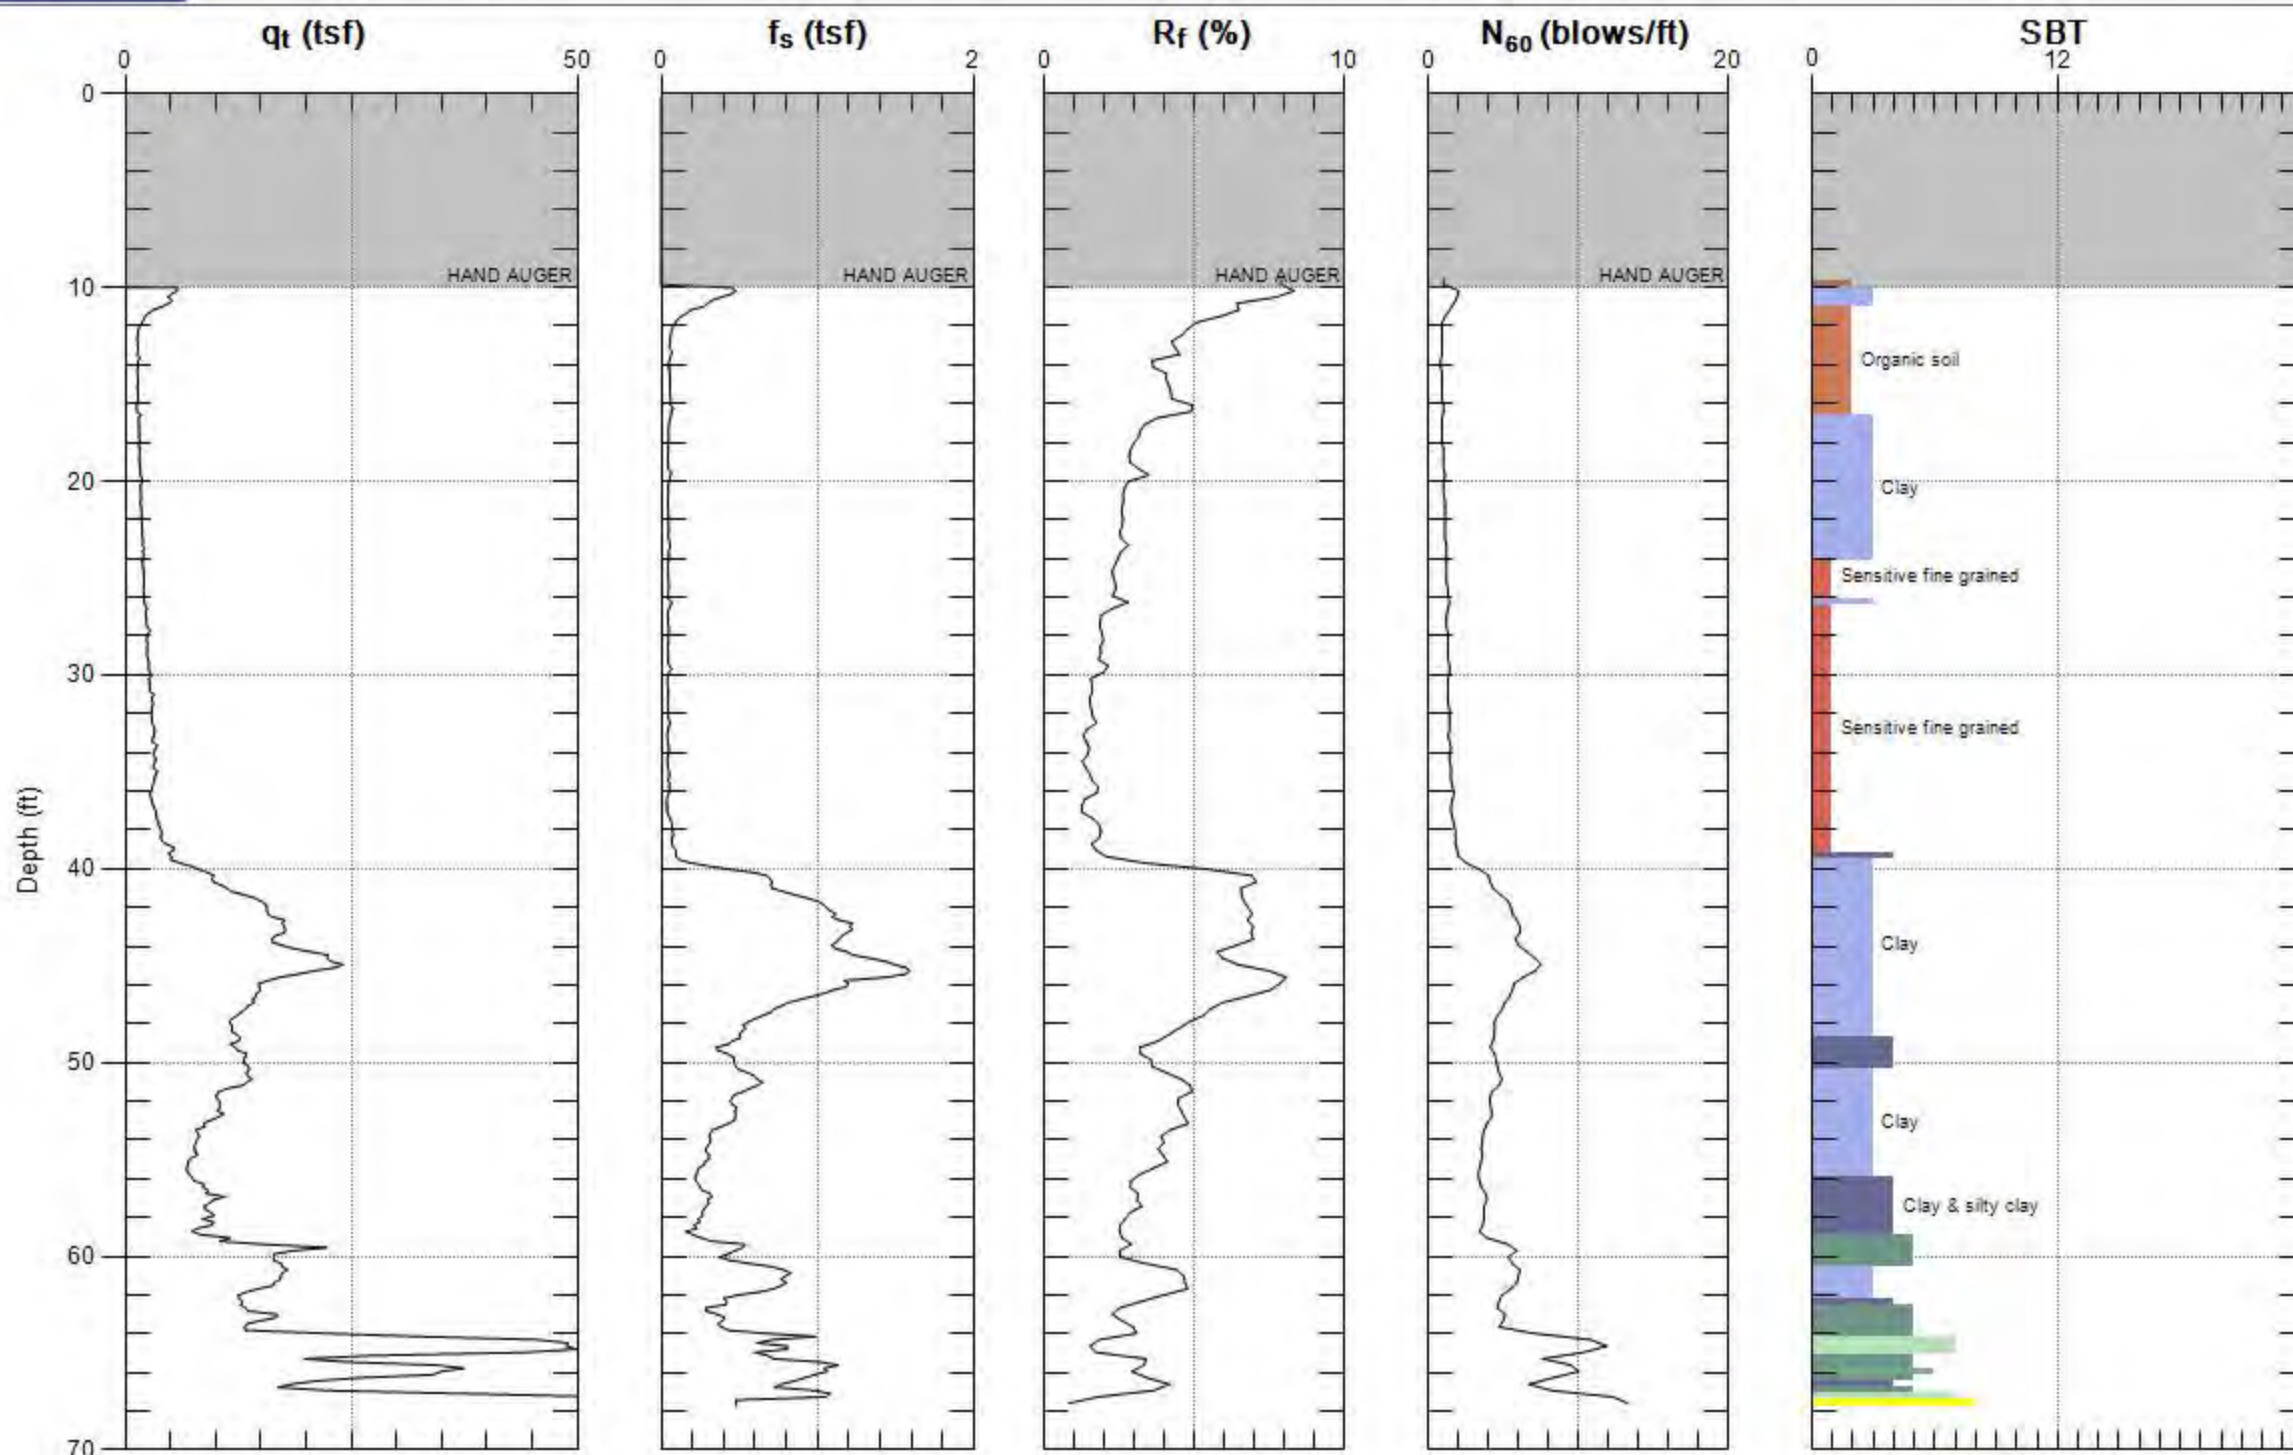 qt (tsf)
fs (tsf)
Rf (%)
N60 (blows/ft)
SBT
0
50
0
2
0
10
0
20
0
12
0
HAND AUGER
HAND AUGER
HAND AUGER
HAND AUGER
10
Organic soil
20
Clay
Sensitive fine grained
30
Sensitive fine grained
Depth (ft)
40
Clay
50
Clay
Clay & silty clay
60
70